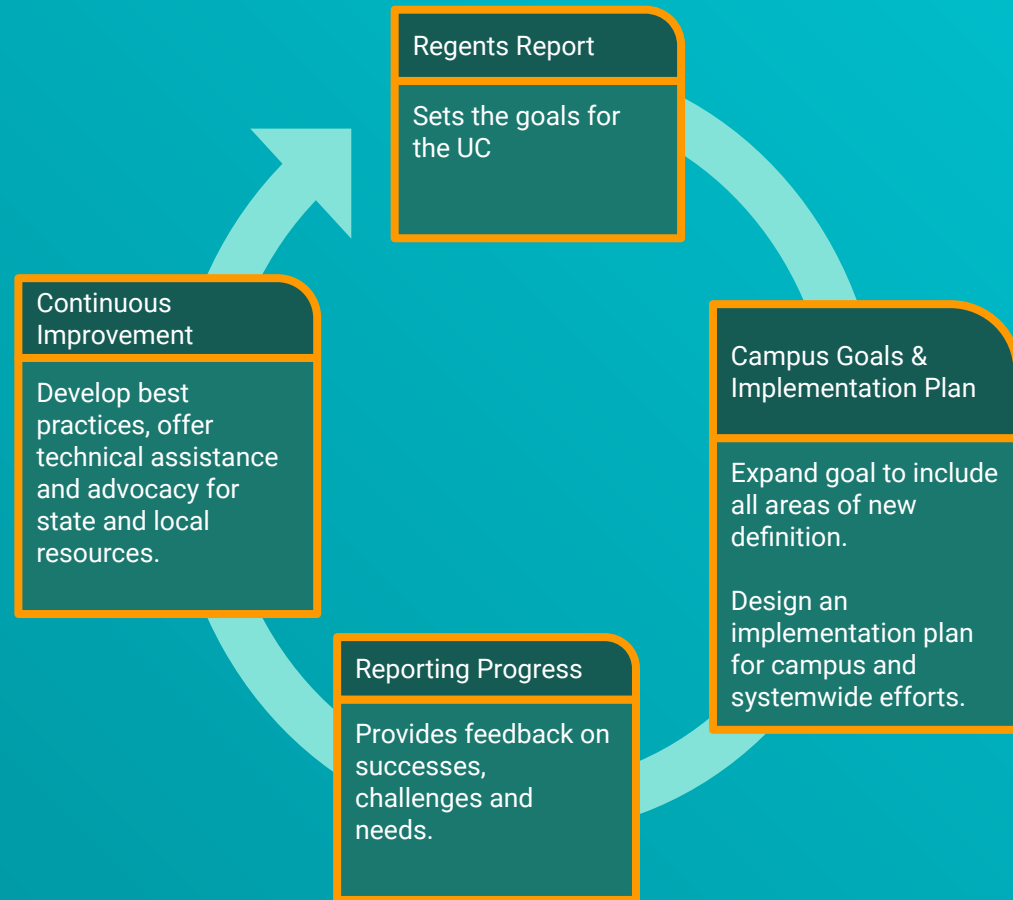 Regents Report
Sets the goals for
the UC
Campus Goals &
Implementation Plan
Expand goal to include
all areas of new
definition.
Design an
implementation plan
for campus and
systemwide efforts.
Reporting Progress
Provides feedback on
successes,
challenges and
needs.
Continuous
Improvement
Develop best
practices, offer
technical assistance
and advocacy for
state and local
resources.